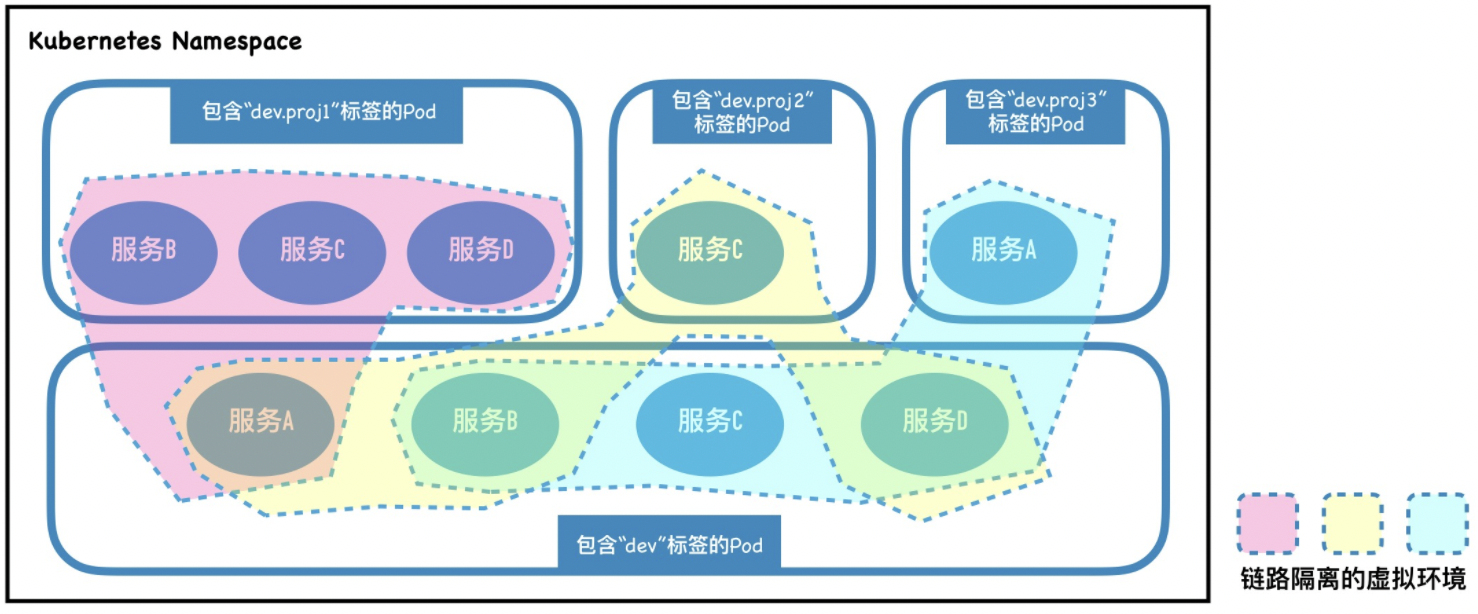 Kubernetes Namespace
包含“dev.proj1”标签的Pod
包含“dev.proj2”
标签的Pod
包含“dev.proj3”
标签的Pod
服务B
服务C
服务D
服务C
服务A
服务A
服务B
服务C
服务D
包含“dev”标签的Pod
链路隔离的虚拟环境